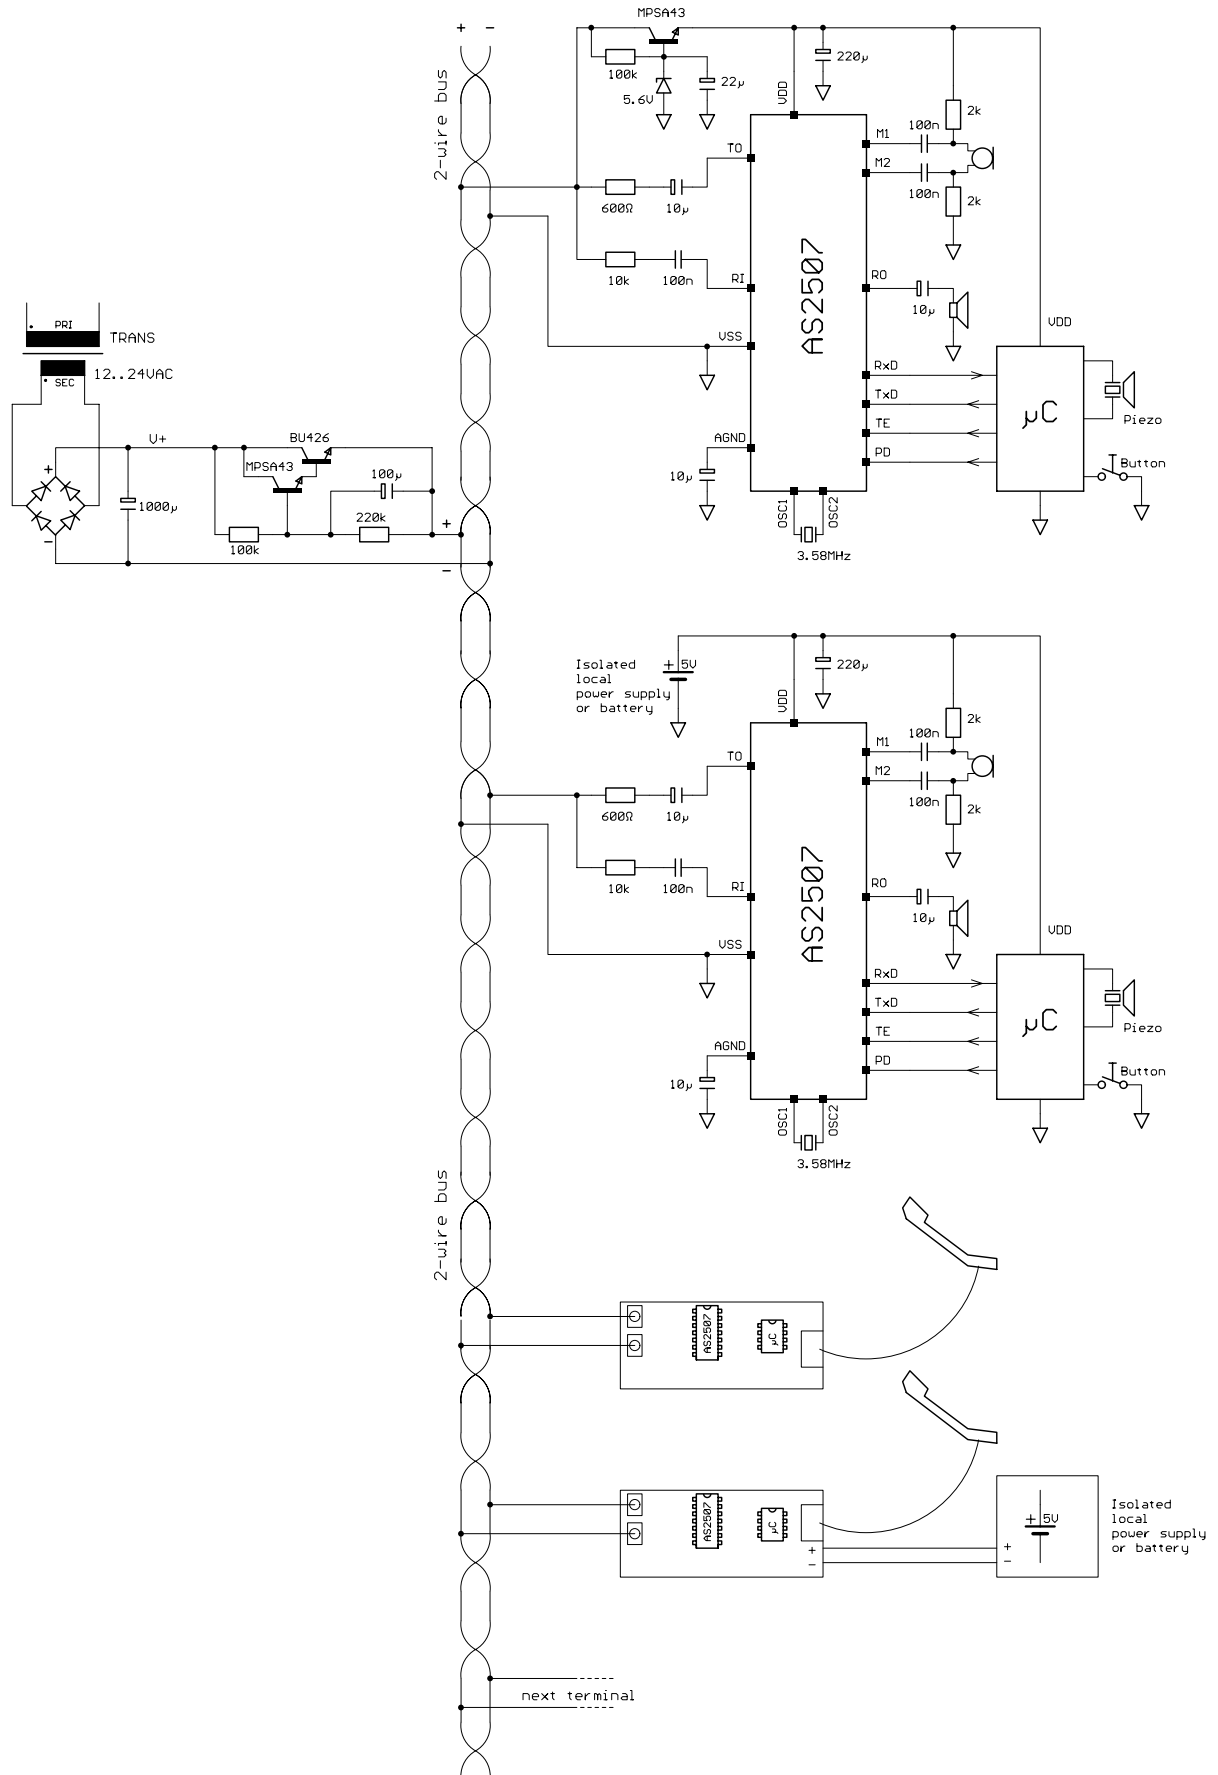 MPSA43
+ −
2-wire bus
100k
5.6V
22µ
220µ
VDD
2k
100n
M1
M2
100n
2k
TO
600Ω
10µ
10k
100n
RI
AS2507
RO
10µ
VSS
VDD
RxD
TxD
TE
PD
µC
Piezo
Button
AGND
10µ
OSC1
OSC2
3.58MHz
PRI
TRANS
SEC
12..24VAC
V+
BU426
MPSA43
100µ
+
1000µ
100k
220k
+
−
−
Isolated
local
power supply
or battery
+ 5V
220µ
VDD
2k
100n
M1
M2
100n
2k
TO
600Ω
10µ
10k
100n
RI
AS2507
RO
10µ
VSS
VDD
RxD
TxD
TE
PD
µC
Piezo
Button
AGND
10µ
OSC1
OSC2
3.58MHz
2-wire bus
AS2507
µC
AS2507
µC
+
−
+
−
+ 5V
Isolated
local
power supply
or battery
next terminal